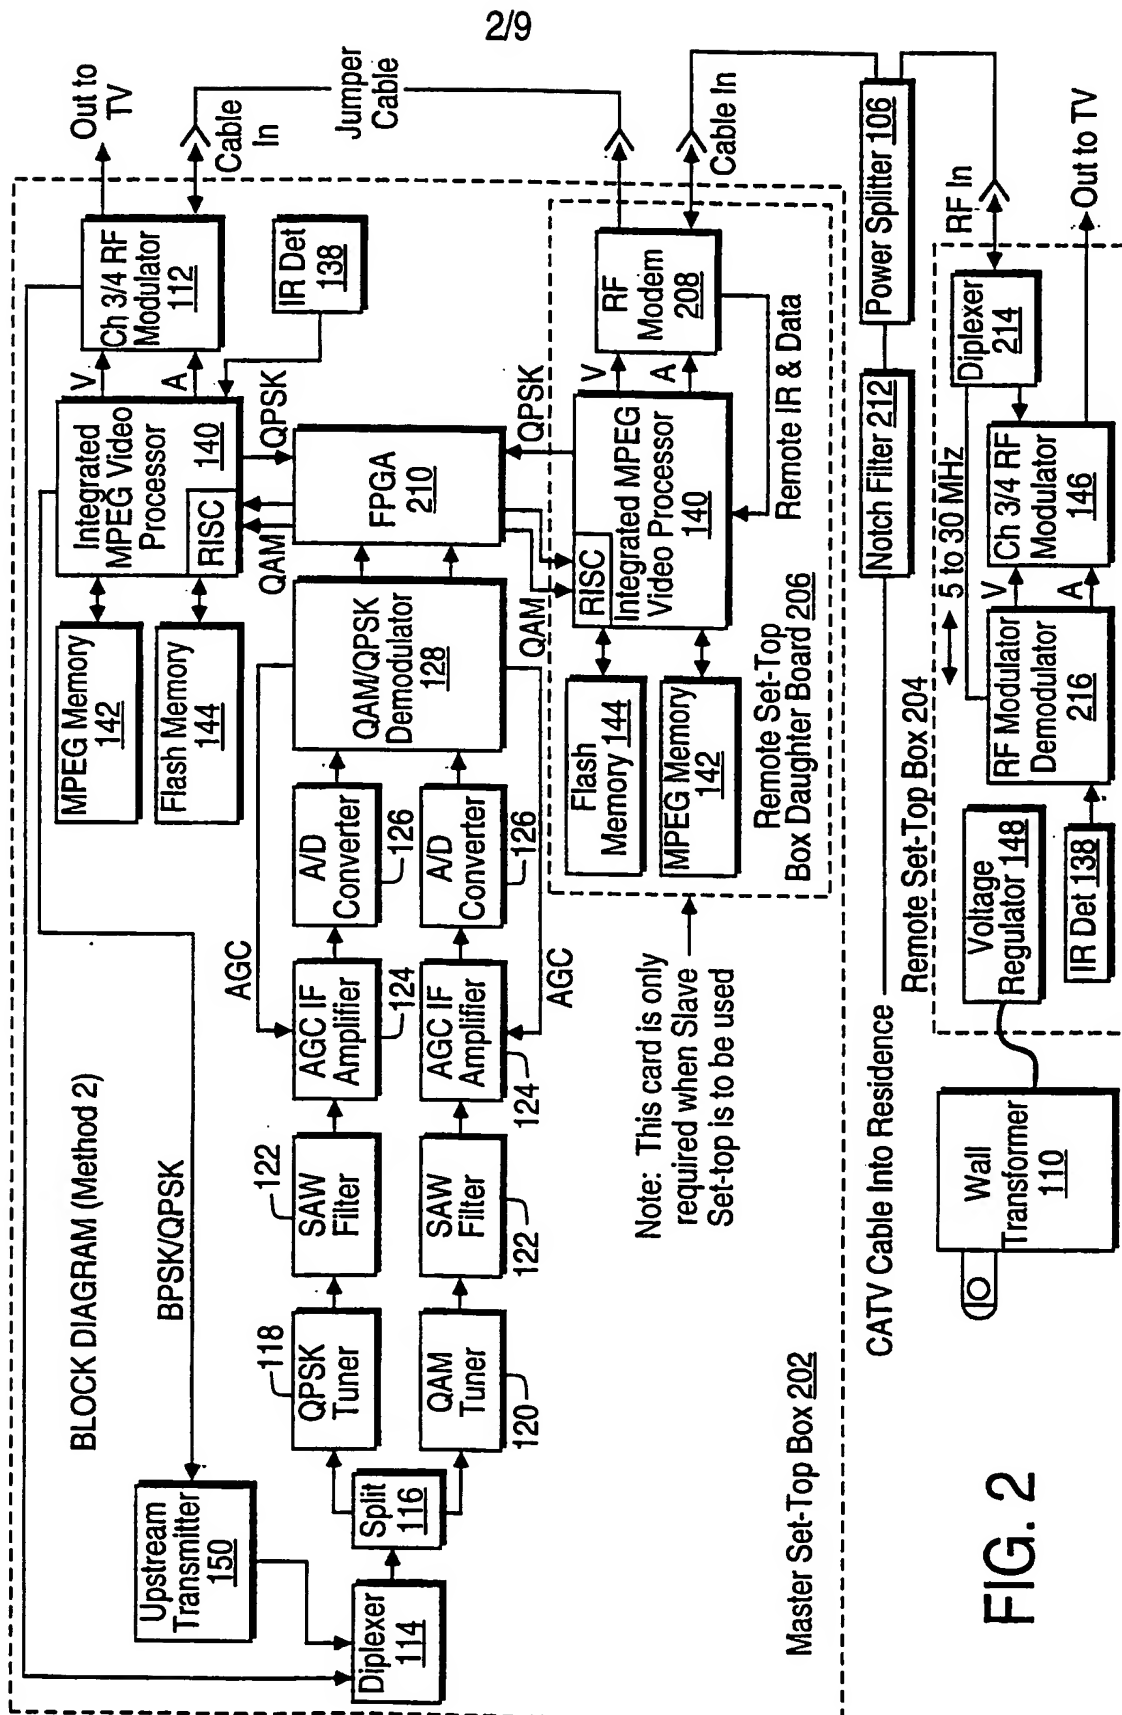 2/9
BLOCK DIAGRAM (Method 2)
BPSK/QPSK
Upstream
Transmitter
150
Diplexer
114
Split
116
118
QPSK
Tuner
QAM
Tuner
120
122
SAW
Filter
SAW
Filter
122
AGC
AGC IF
Amplifier
124
AGC IF
Amplifier
124
AGC
A/D
Converter
126
A/D
Converter
126
QAM/QPSK
Demodulator
128
FPGA
210
QAM
QPSK
QAM
QPSK
MPEG Memory
142
Flash Memory
144
Integrated
MPEG Video
Processor
140
RISC
V
A
Ch 3/4 RF
Modulator
112
IR Det
138
Out to
TV
Cable
In
Jumper
Cable
Cable In
Flash
Memory 144
MPEG Memory
142
RISC
Integrated MPEG
Video Processor
140
V
A
RF
Modem
208
Remote IR & Data
Remote Set-Top
Box Daughter Board 206
Note: This card is only
required when Slave
Set-top is to be used
Master Set-Top Box 202
CATV Cable Into Residence
Notch Filter 212
Power Splitter 106
Remote Set-Top Box 204
5 to 30 MHz
RF In
Diplexer
214
Wall
Transformer
110
Voltage
Regulator 148
IR Det 138
RF Modulator
Demodulator
216
V
A
Ch 3/4 RF
Modulator
146
Out to TV
FIG. 2